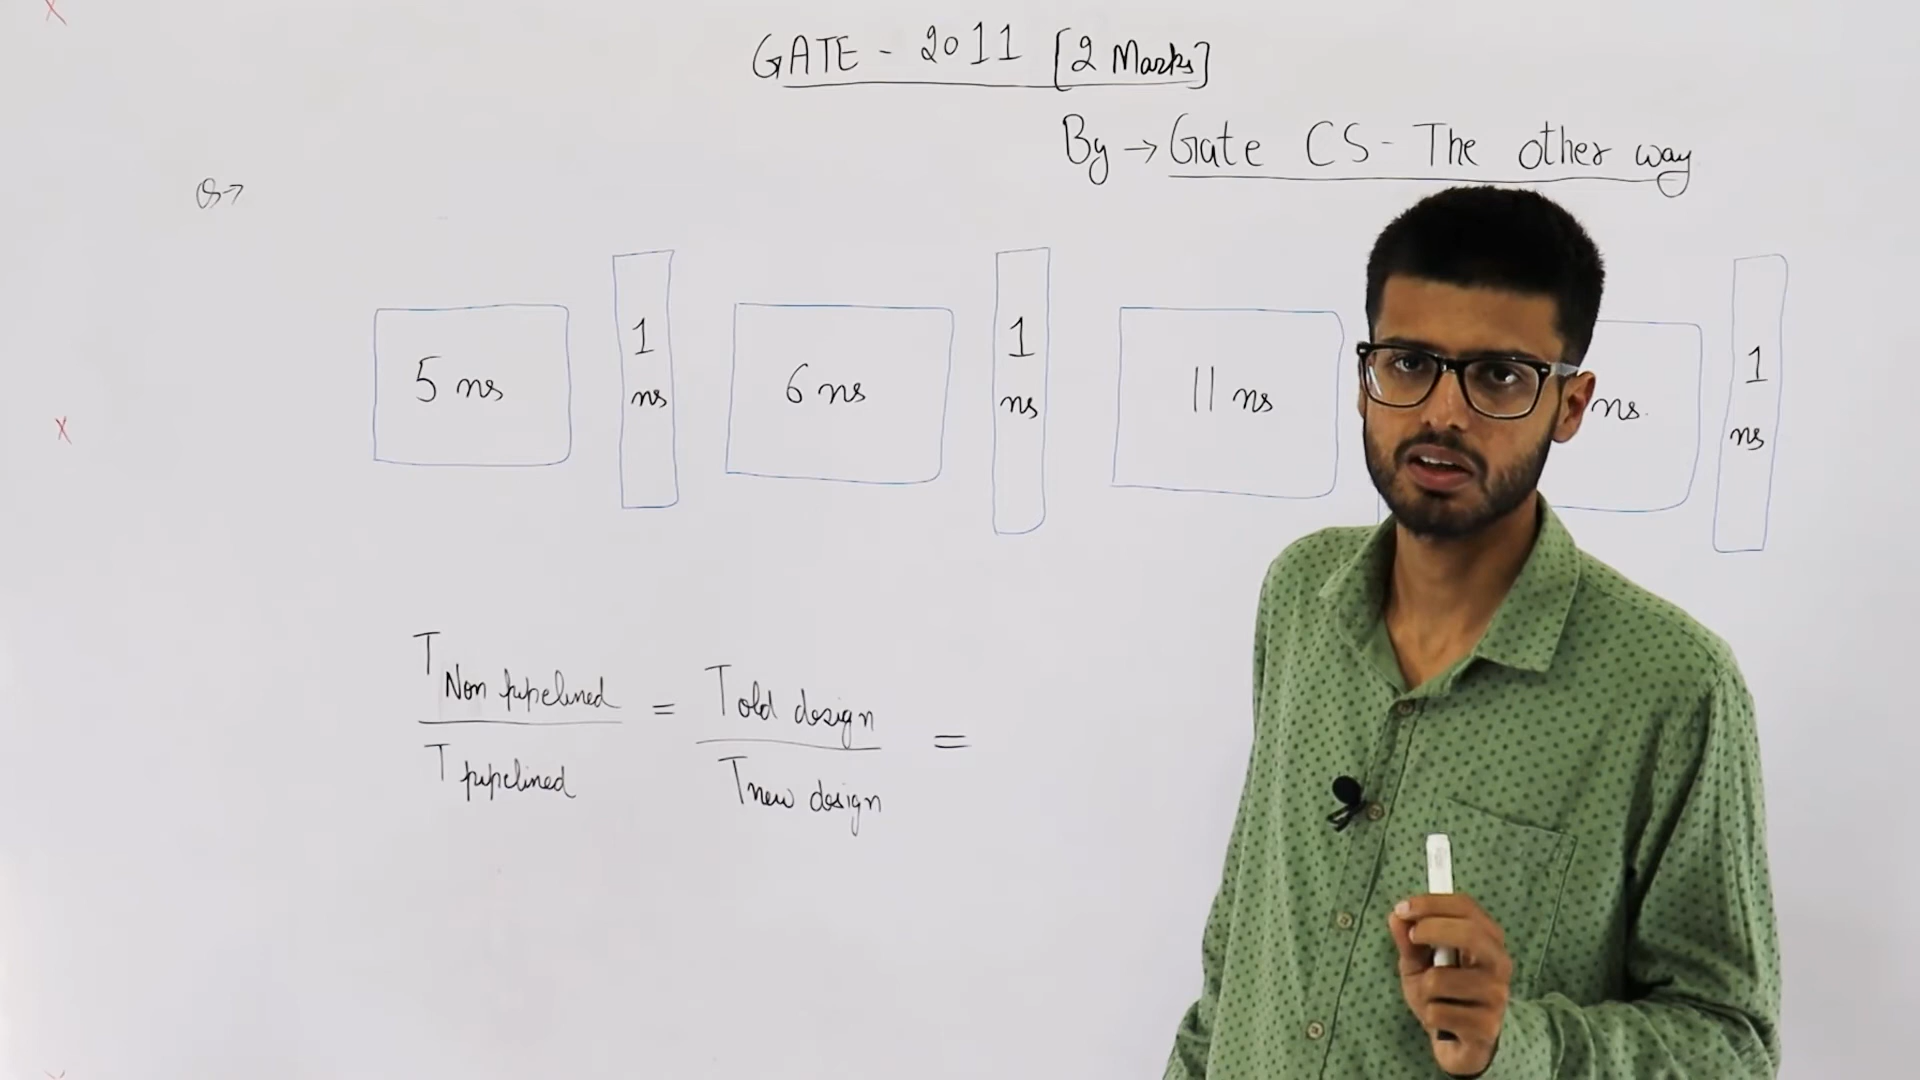 GATE - 2011 [2 Marks]
By → Gate CS - The other way
Q→
5 ns
1
ns
6 ns
1
ns
11 ns
ns
1
ns
T Non pipelined
T pipelined
=
T old design
T new design
=